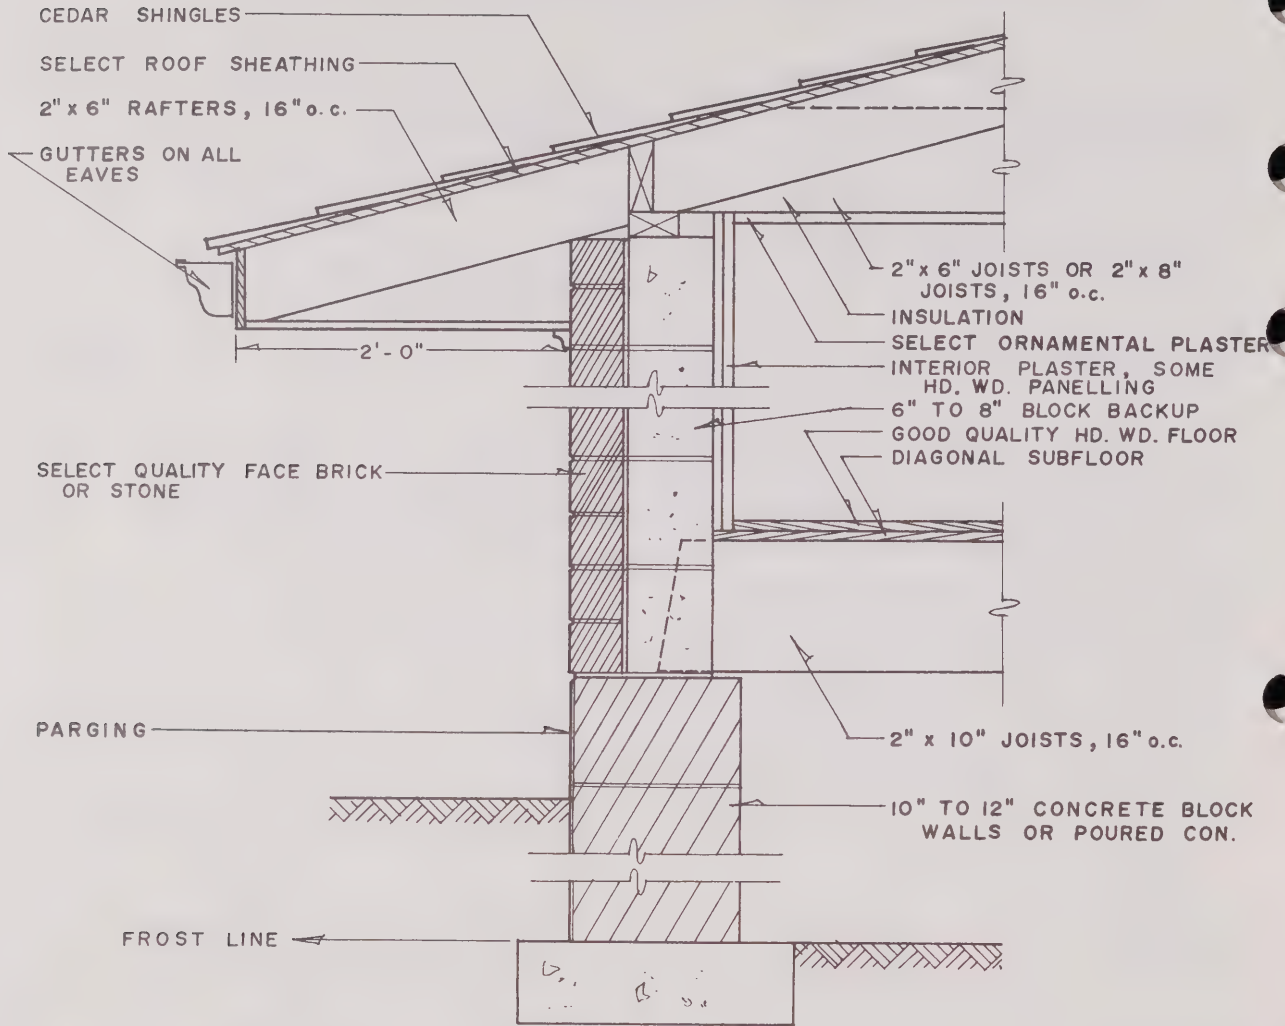 CEDAR SHINGLES
SELECT ROOF SHEATHING
2" x 6" RAFTERS, 16" o.c.
GUTTERS ON ALL
EAVES
2'-0"
2" x 6" JOISTS OR 2" x 8"
JOISTS, 16" o.c.
INSULATION
SELECT ORNAMENTAL PLASTER
INTERIOR PLASTER, SOME
HD. WD. PANELLING
6" TO 8" BLOCK BACKUP
GOOD QUALITY HD. WD. FLOOR
DIAGONAL SUBFLOOR
SELECT QUALITY FACE BRICK
OR STONE
PARGING
2" x 10" JOISTS, 16" o.c.
10" TO 12" CONCRETE BLOCK
WALLS OR POURED CON.
FROST LINE